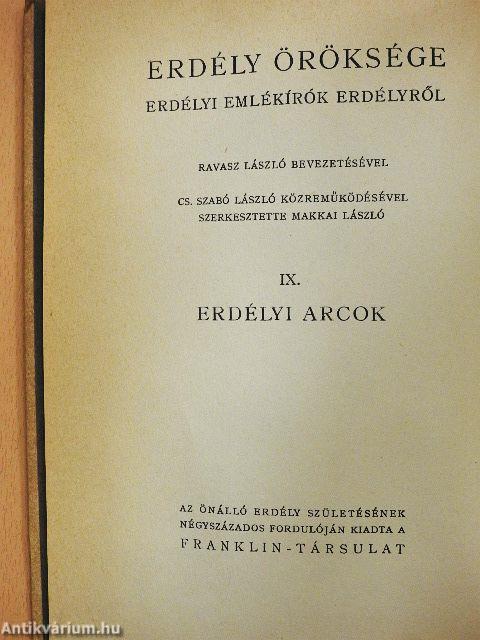 ERDÉLY ÖRÖKSÉGE
ERDÉLYI EMLÉKÍRÓK ERDÉLYRŐL
RAVASZ LÁSZLÓ BEVEZETÉSÉVEL
CS. SZABÓ LÁSZLÓ KÖZREMŰKÖDÉSÉVEL
SZERKESZTETTE MAKKAI LÁSZLÓ
IX.
ERDÉLYI ARCOK
AZ ÖNÁLLÓ ERDÉLY SZÜLETÉSÉNEK
NÉGYSZÁZADOS FORDULÓJÁN KIADTA A
FRANKLIN-TÁRSULAT
Antikvárium.hu